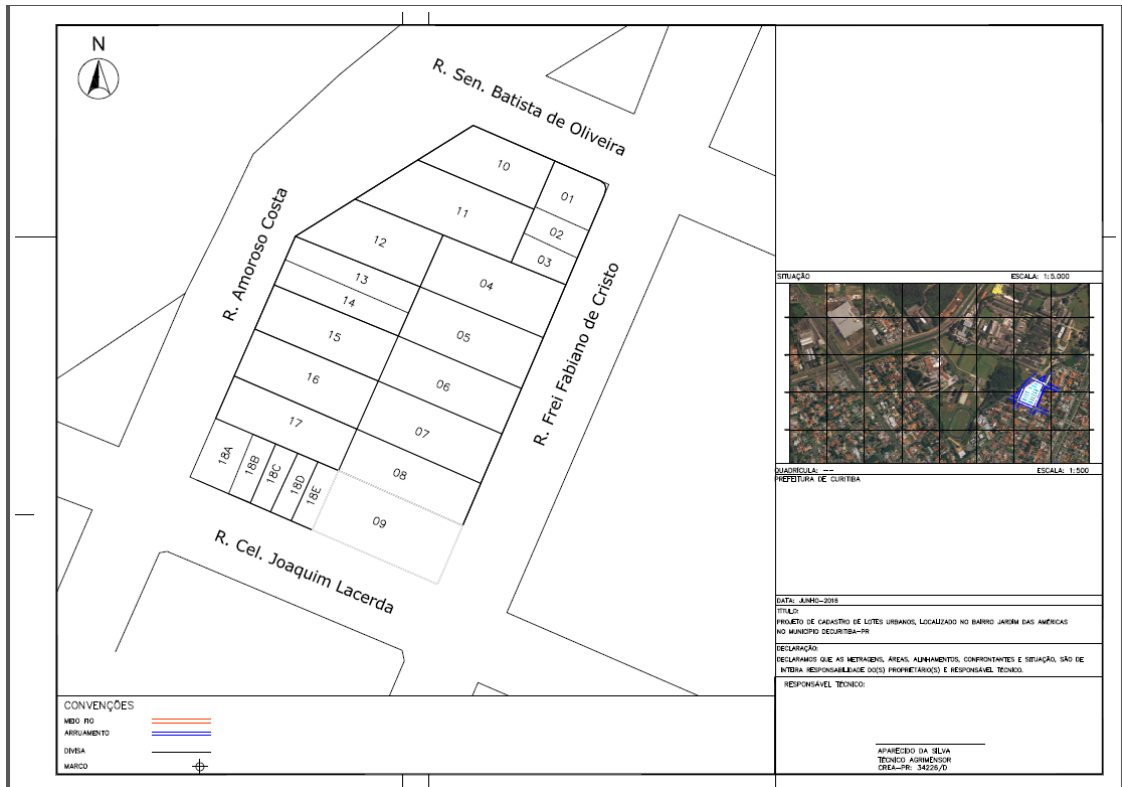 N
R. Sen. Batista de Oliveira
10
01
11
02
03
R. Amoroso Costa
12
04
13
14
R. Frei Fabiano de Cristo
15
05
16
06
17
07
08
18A
18B
18C
18D
18E
09
R. Cel. Joaquim Lacerda
SITUAÇÃO
ESCALA: 1:5.000
QUADRÍCULA: --
ESCALA: 1:500
PREFEITURA DE CURITIBA
DATA: JUNHO-2016
TÍTULO:
PROJETO DE CADASTRO DE LOTES URBANOS, LOCALIZADO NO BAIRRO JARDIM DAS AMÉRICAS
NO MUNICÍPIO DECURITIBA-PR
DECLARAÇÃO:
DECLARAMOS QUE AS METRAGENS, ÁREAS, ALINHAMENTOS, CONFRONTANTES E SITUAÇÃO, SÃO DE
INTEIRA RESPONSABILIDADE DO(S) PROPRIETÁRIO(S) E RESPONSÁVEL TÉCNICO.
RESPONSÁVEL TÉCNICO:
APARECIDO DA SILVA
TÉCNICO AGRIMENSOR
CREA-PR: 34226/D
CONVENÇÕES
MEIO FIO
ARRUAMENTO
DIVISA
MARCO